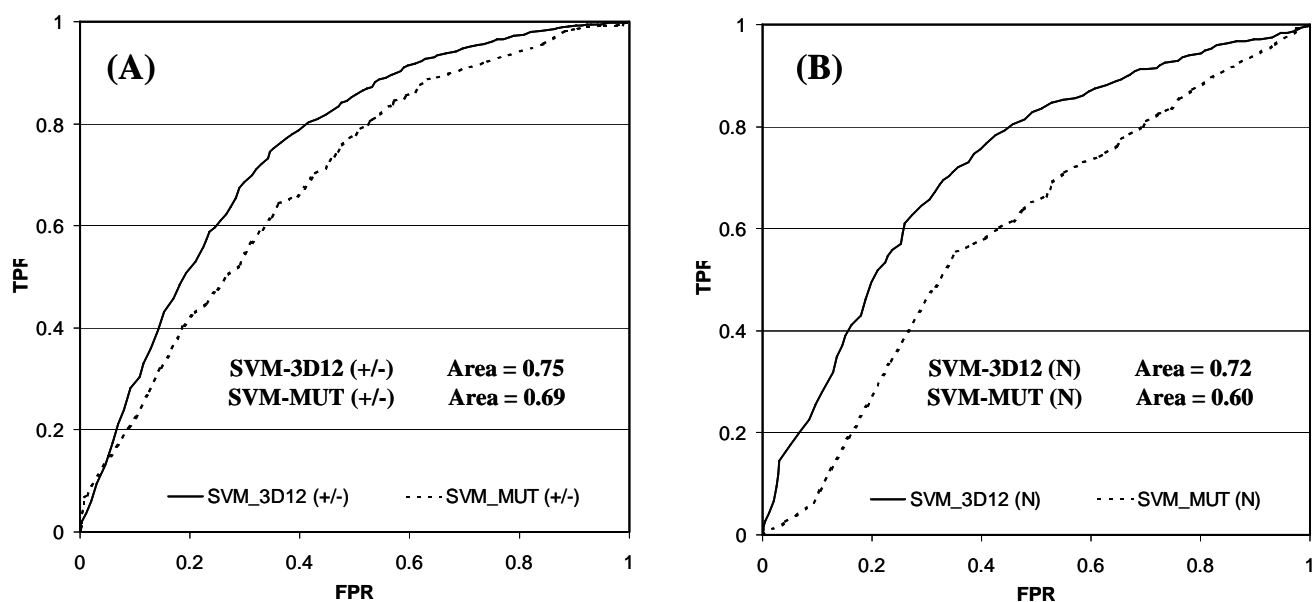 (A)
1
0.8
0.6
0.4
0.2
0
TPR
SVM-3D12 (+/-) Area = 0.75
SVM-MUT (+/-) Area = 0.69
SVM_3D12 (+/-) SVM_MUT (+/-)
0 0.2 0.4 0.6 0.8 1
FPR
(B)
1
0.8
0.6
0.4
0.2
0
TPR
SVM-3D12 (N) Area = 0.72
SVM-MUT (N) Area = 0.60
SVM_3D12 (N) SVM_MUT (N)
0 0.2 0.4 0.6 0.8 1
FPR